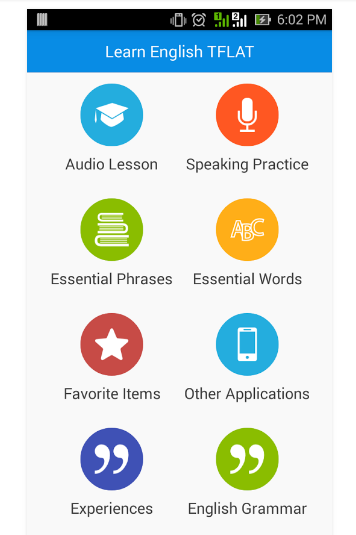 6:02 PM
Learn English TFLAT
Audio Lesson
Speaking Practice
Essential Phrases
ABC
Essential Words
Favorite Items
Other Applications
Experiences
English Grammar